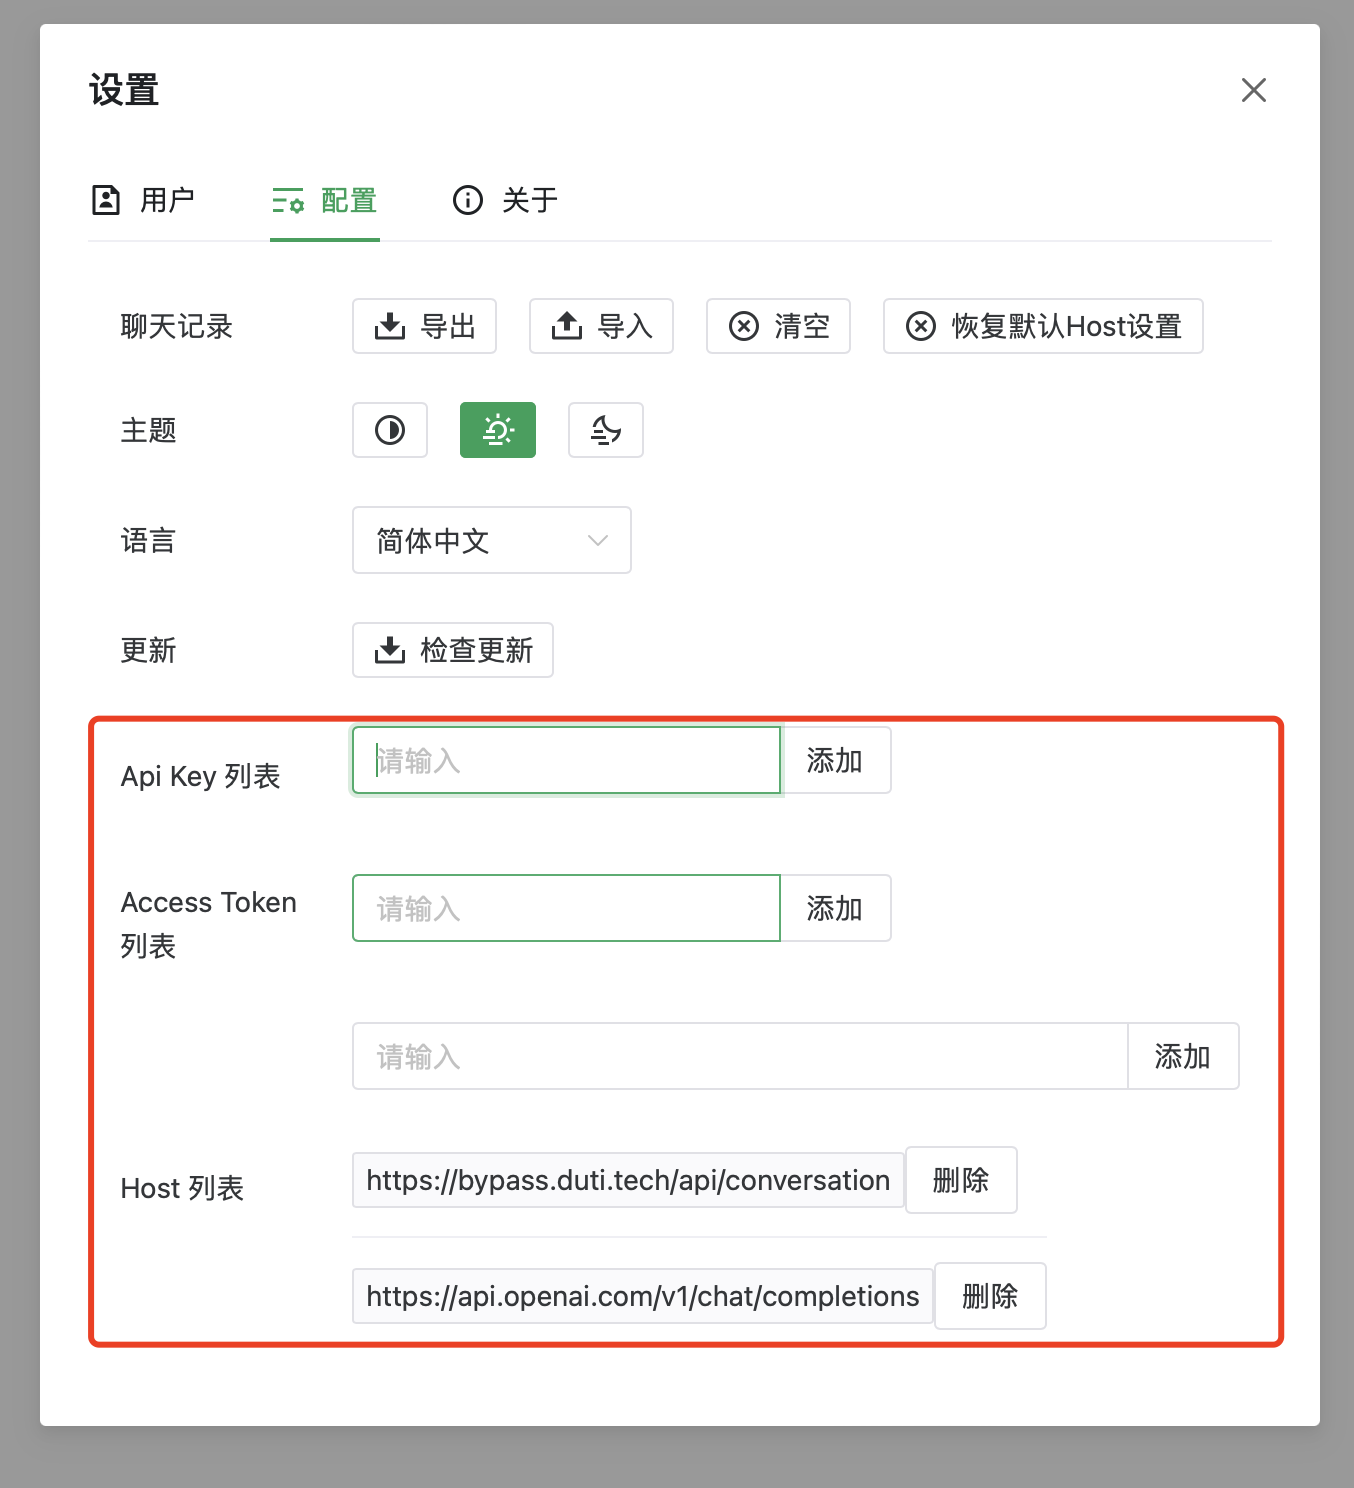 设置
用户 配置 关于
聊天记录 导出 导入 清空 恢复默认Host设置
主题
语言 简体中文
更新 检查更新
Api Key 列表 请输入 添加
Access Token 请输入 添加
列表
请输入 添加
https://bypass.duti.tech/api/conversation 删除
Host 列表
https://api.openai.com/v1/chat/completions 删除